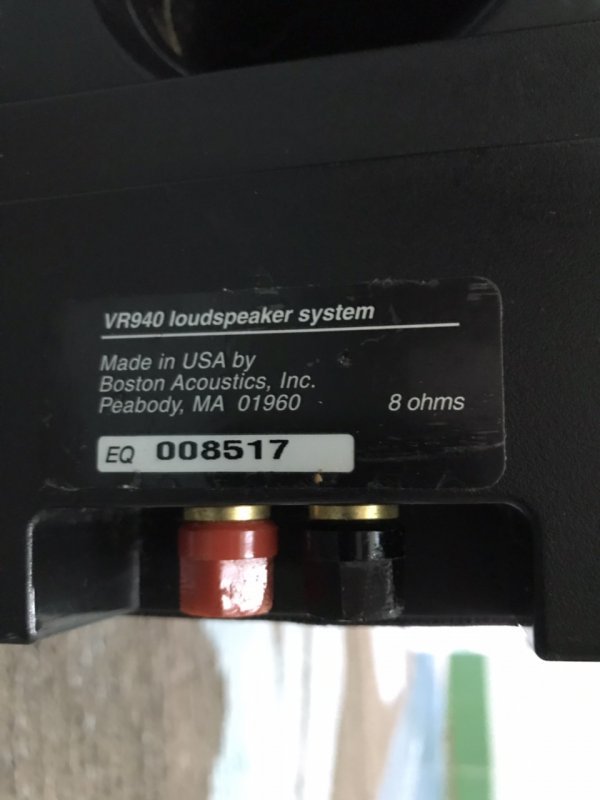 VR940 loudspeaker system
Made in USA by
Boston Acoustics, Inc.
Peabody, MA 01960 8 ohms
EQ 008517